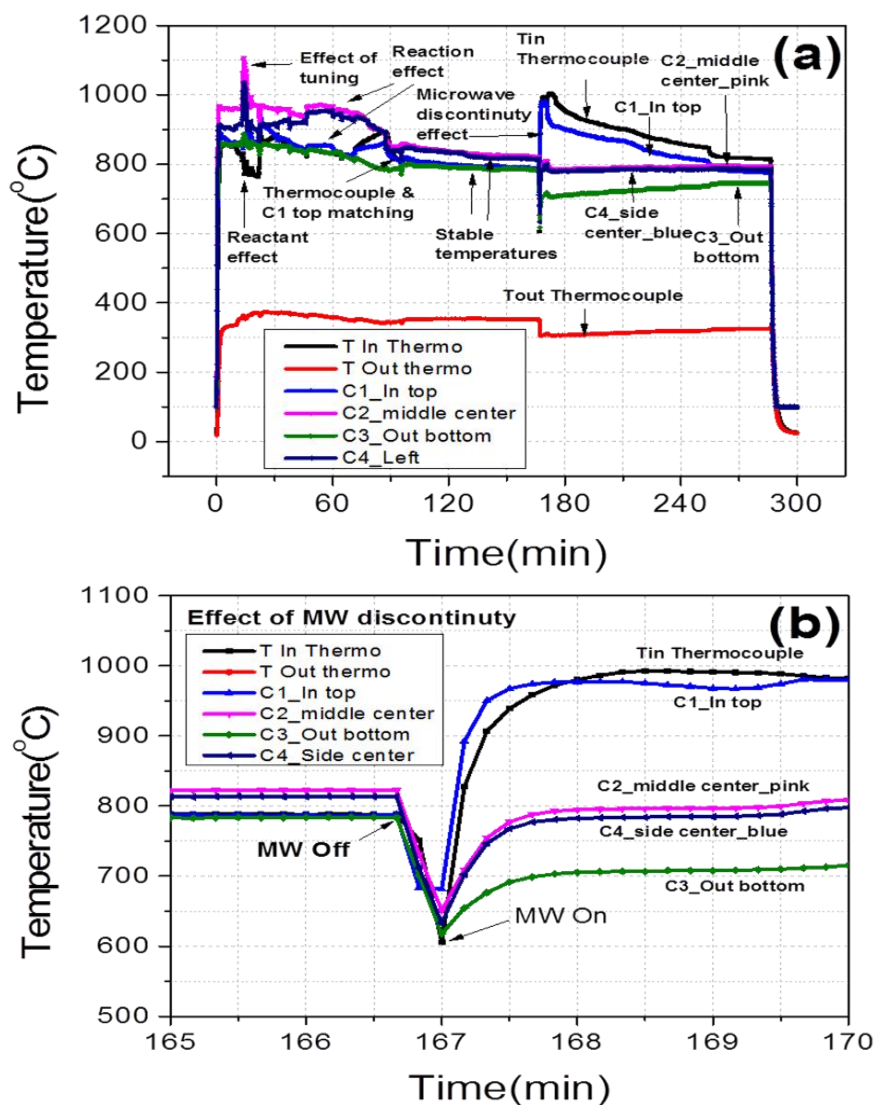 (a)
1200
1000
800
600
400
200
0
Temperature(°C)
Effect of
tuning
Reaction
effect
Microwave
discontinuity
effect
Tin
Thermocouple
C2_middle
center_pink
C1_In top
Thermocouple &
C1 top matching
Reactant
effect
Stable
temperatures
C4_side
center_blue
C3_Out
bottom
Tout Thermocouple
T In Thermo
T Out thermo
C1_In top
C2_middle center
C3_Out bottom
C4_Left
0 60 120 180 240 300
Time(min)
(b)
1100
1000
900
800
700
600
500
Temperature(°C)
Effect of MW discontinuty
T In Thermo
T Out thermo
C1_In top
C2_middle center
C3_Out bottom
C4_Side center
Tin Thermocouple
C1_In top
C2_middle center_pink
C4_side center_blue
C3_Out bottom
MW Off
MW On
165 166 167 168 169 170
Time(min)